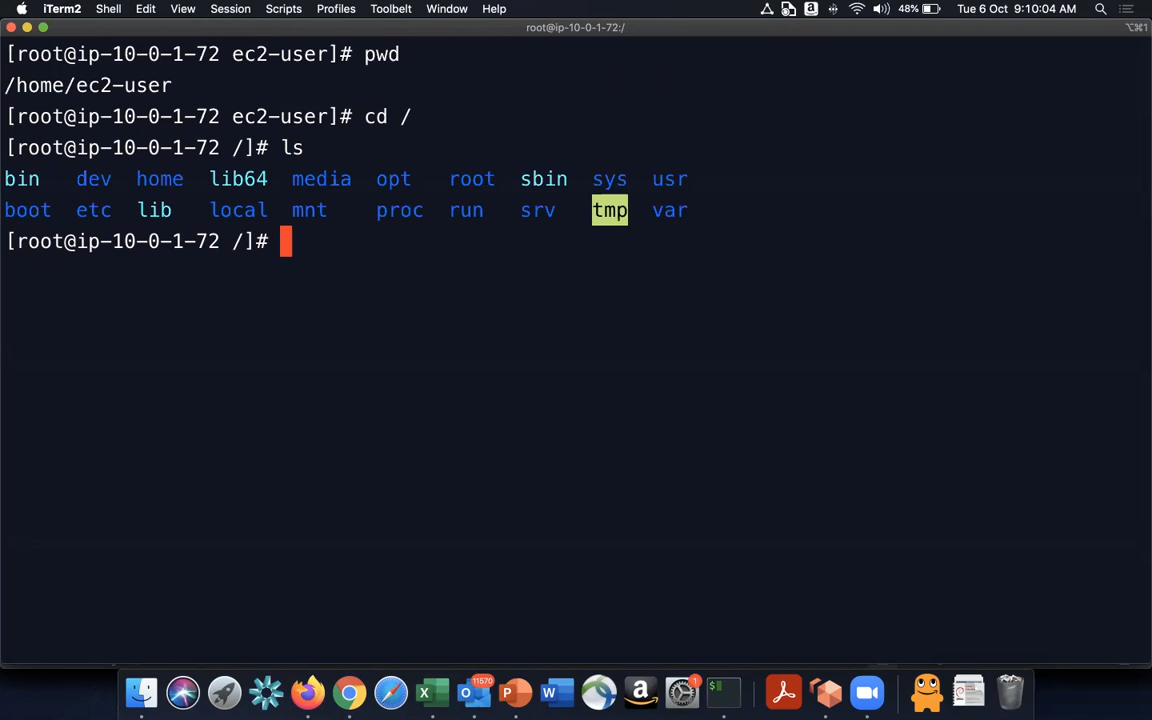 iTerm2 Shell Edit View Session Scripts Profiles Toolbelt Window Help 48% Tue 6 Oct 9:10:04 AM
root@ip-10-0-1-72:/ ⌥⌘1
[root@ip-10-0-1-72 ec2-user]# pwd
/home/ec2-user
[root@ip-10-0-1-72 ec2-user]# cd /
[root@ip-10-0-1-72 /]# ls
bin dev home lib64 media opt root sbin sys usr
boot etc lib local mnt proc run srv tmp var
[root@ip-10-0-1-72 /]#
11570 1